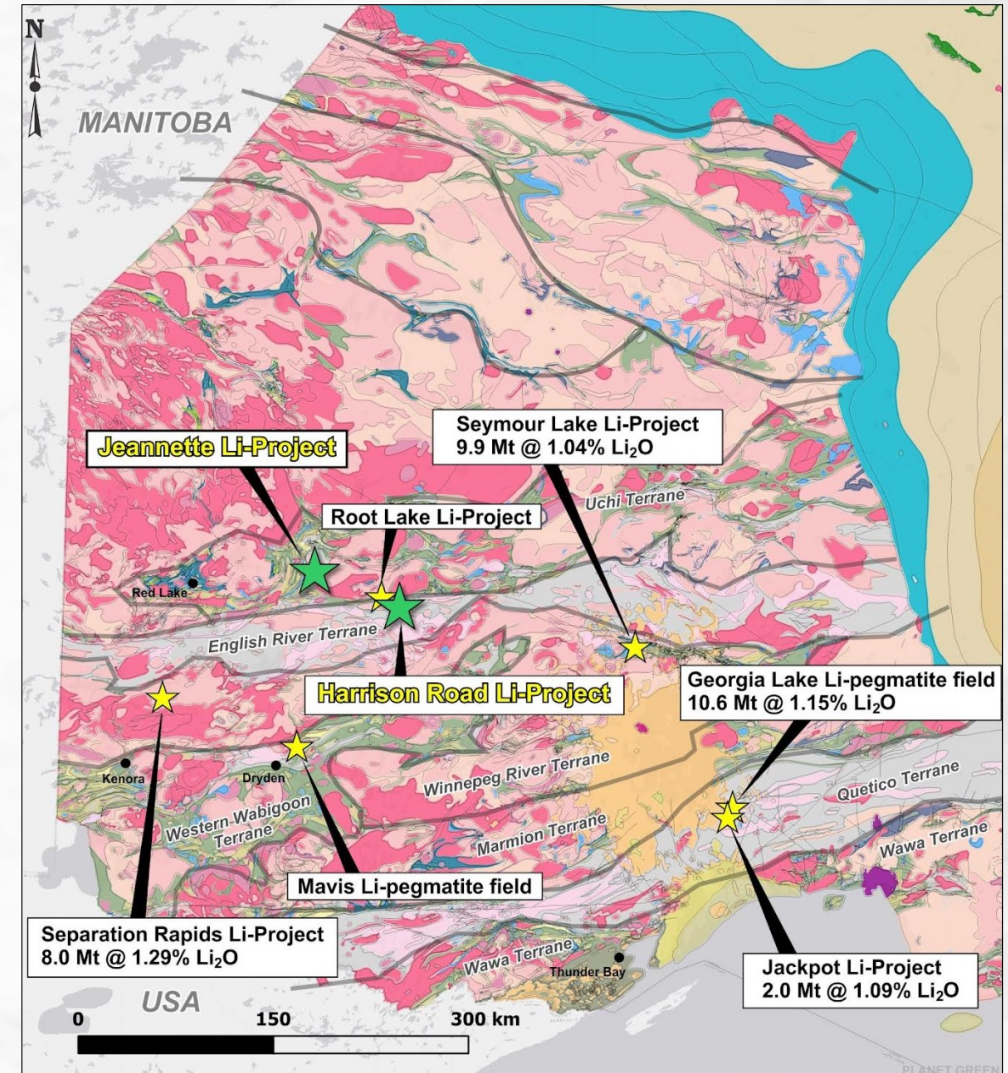 N
MANITOBA
Seymour Lake Li-Project
9.9 Mt @ 1.04% Li₂O
Jeannette Li-Project
Uchi Terrane
Root Lake Li-Project
Red Lake
English River Terrane
Harrison Road Li-Project
Georgia Lake Li-pegmatite field
10.6 Mt @ 1.15% Li₂O
Kenora
Dryden
Winnepeg River Terrane
Quetico Terrane
Western Wabigoon
Terrane
Marmion Terrane
Wawa Terrane
Mavis Li-pegmatite field
Separation Rapids Li-Project
8.0 Mt @ 1.29% Li₂O
Wawa Terrane
Thunder Bay
Jackpot Li-Project
2.0 Mt @ 1.09% Li₂O
USA
0 150 300 km
PLANET GREEN